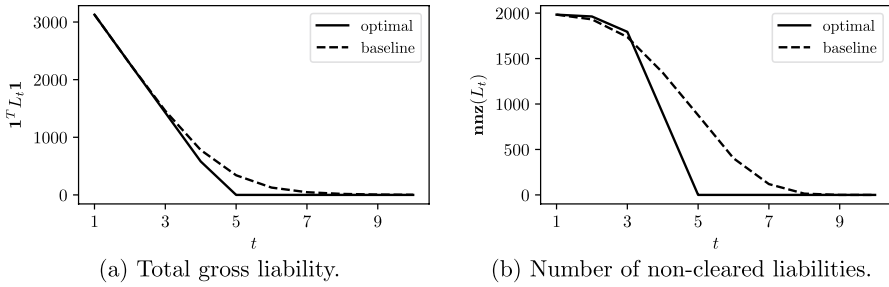 3000
2000
1000
0
1^T L_t 1
optimal
baseline
1
3
5
7
9
t
(a) Total gross liability.
2000
1500
1000
500
0
nnz(L_t)
optimal
baseline
1
3
5
7
9
t
(b) Number of non-cleared liabilities.